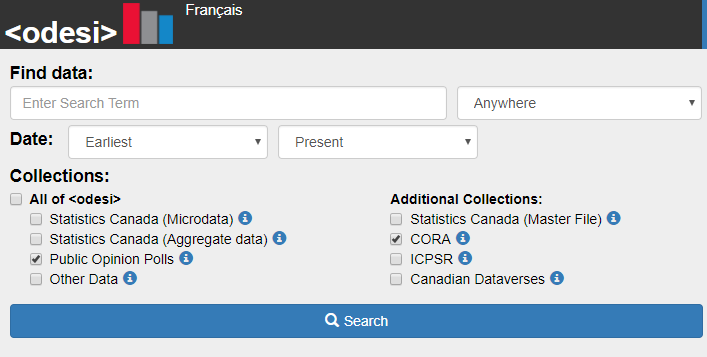 Français
<odesi>
Find data:
Enter Search Term
Anywhere
Date:
Earliest
Present
Collections:
All of <odesi>
Statistics Canada (Microdata)
Statistics Canada (Aggregate data)
Public Opinion Polls
Other Data
Additional Collections:
Statistics Canada (Master File)
CORA
ICPSR
Canadian Dataverses
Search